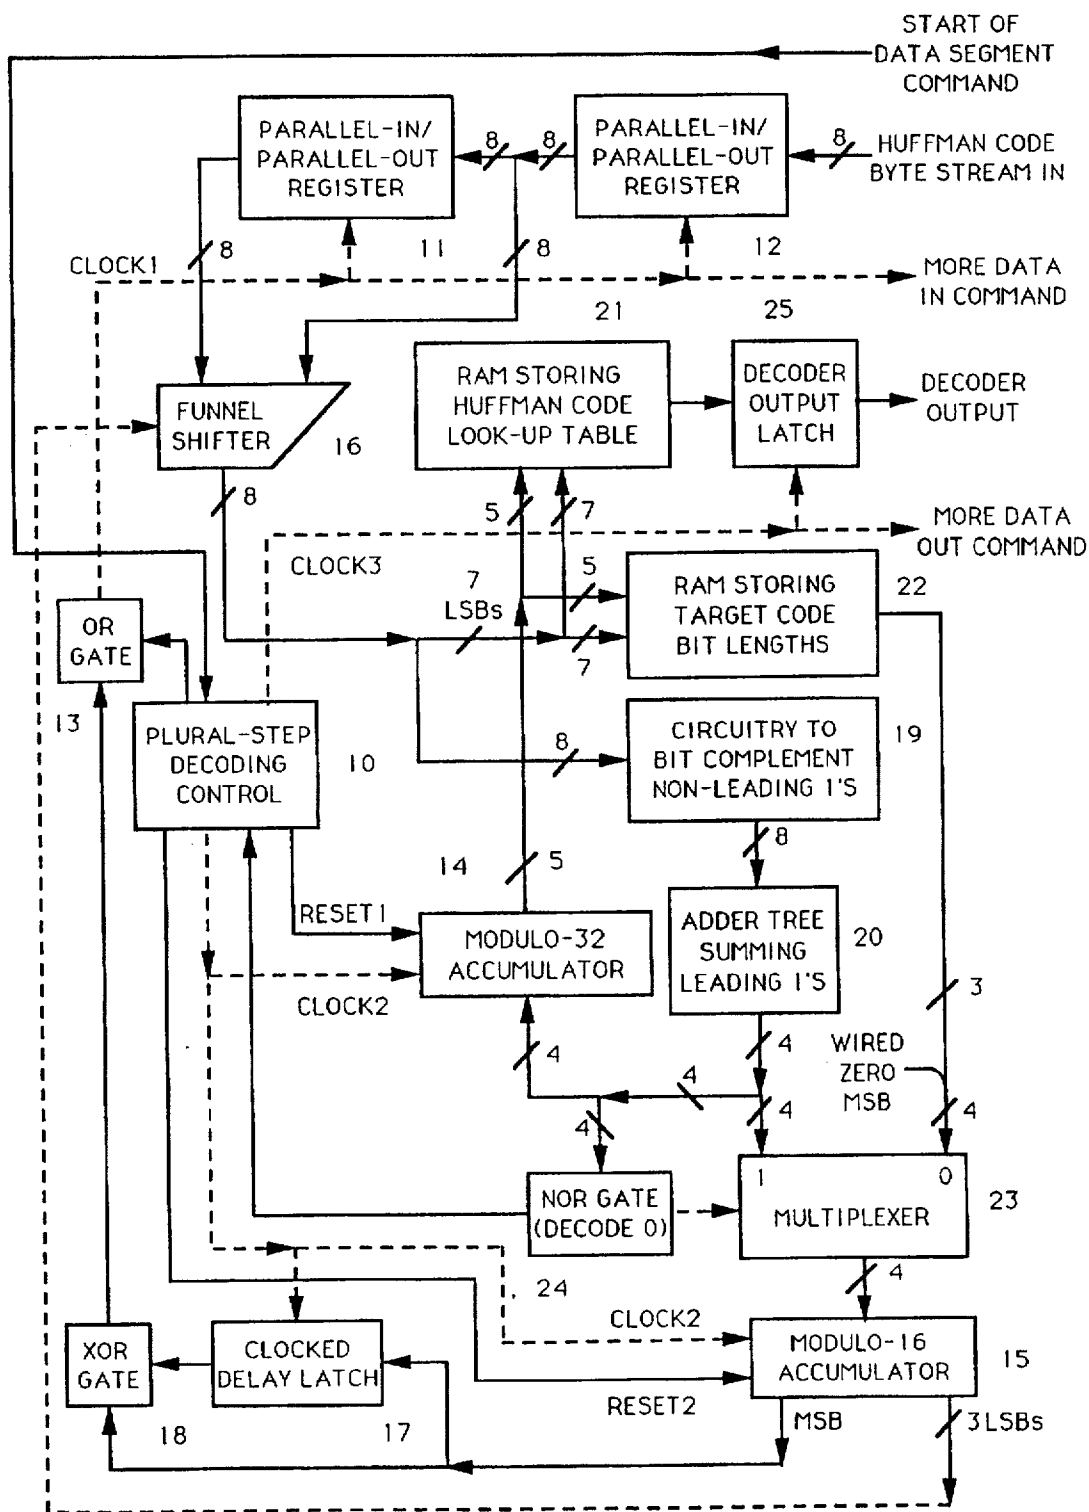 START OF
DATA SEGMENT
COMMAND
PARALLEL-IN/
PARALLEL-OUT
REGISTER
8
8
PARALLEL-IN/
PARALLEL-OUT
REGISTER
8
HUFFMAN CODE
BYTE STREAM IN
8
11
8
12
CLOCK1
MORE DATA
IN COMMAND
21
25
RAM STORING
HUFFMAN CODE
LOOK-UP TABLE
DECODER
OUTPUT
LATCH
DECODER
OUTPUT
FUNNEL
SHIFTER
16
8
5
7
MORE DATA
OUT COMMAND
CLOCK3
7
LSBs
5
7
RAM STORING
TARGET CODE
BIT LENGTHS
22
OR
GATE
13
PLURAL-STEP
DECODING
CONTROL
10
8
CIRCUITRY TO
BIT COMPLEMENT
NON-LEADING 1'S
19
8
14
5
RESET1
MODULO-32
ACCUMULATOR
ADDER TREE
SUMMING
LEADING 1'S
20
CLOCK2
3
4
4
WIRED
ZERO
MSB
4
4
4
4
NOR GATE
(DECODE 0)
1
0
MULTIPLEXER
23
4
24
CLOCK2
XOR
GATE
CLOCKED
DELAY LATCH
MODULO-16
ACCUMULATOR
15
RESET2
MSB
3LSBs
18
17